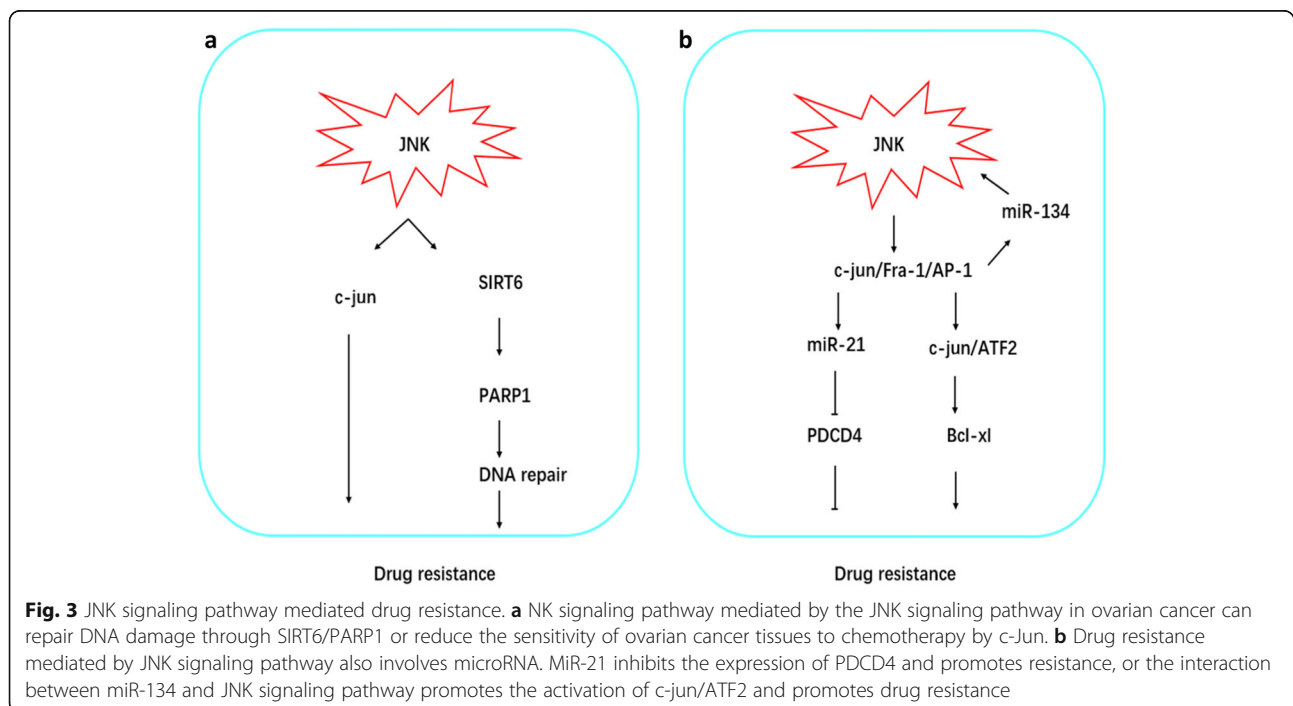 a
JNK
c-jun
SIRT6
PARP1
DNA repair
Drug resistance
b
JNK
miR-134
c-jun/Fra-1/AP-1
miR-21
c-jun/ATF2
PDCD4
Bcl-xl
Drug resistance
Fig. 3 JNK signaling pathway mediated drug resistance. a NK signaling pathway mediated by the JNK signaling pathway in ovarian cancer can
repair DNA damage through SIRT6/PARP1 or reduce the sensitivity of ovarian cancer tissues to chemotherapy by c-Jun. b Drug resistance
mediated by JNK signaling pathway also involves microRNA. MiR-21 inhibits the expression of PDCD4 and promotes resistance, or the interaction
between miR-134 and JNK signaling pathway promotes the activation of c-jun/ATF2 and promotes drug resistance